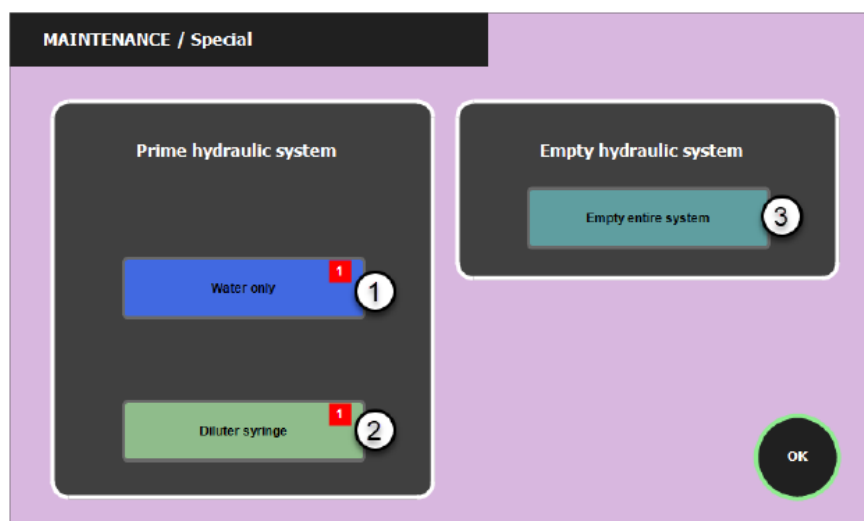 MAINTENANCE / Special
Prime hydraulic system
1
Water only
1
1
Diluter syringe
2
Empty hydraulic system
Empty entire system
3
OK